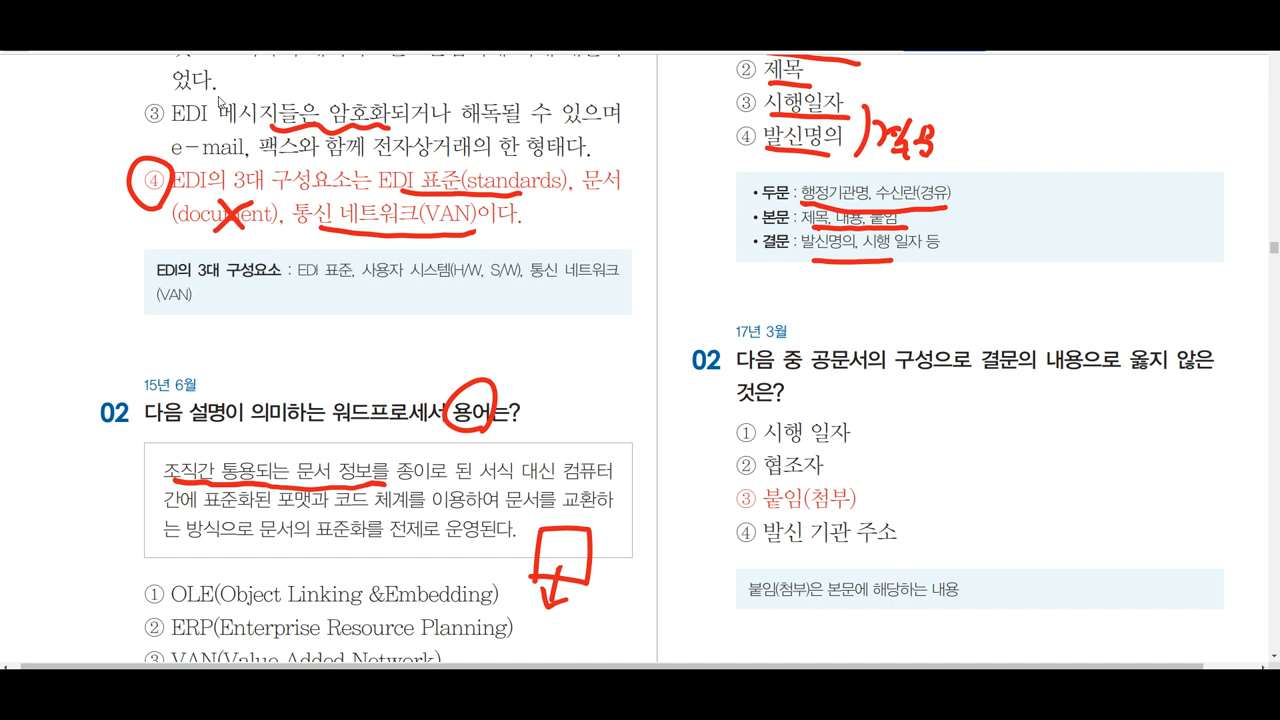 었다.
③ EDI 메시지들은 암호화되거나 해독될 수 있으며
e-mail, 팩스와 함께 전자상거래의 한 형태다.
④ EDI의 3대 구성요소는 EDI 표준(standards), 문서
(document), 통신 네트워크(VAN)이다.
EDI의 3대 구성요소 : EDI 표준, 사용자 시스템(H/W, S/W), 통신 네트워크
(VAN)
15년 6월
02 다음 설명이 의미하는 워드프로세서 용어는?
조직간 통용되는 문서 정보를 종이로 된 서식 대신 컴퓨터
간에 표준화된 포맷과 코드 체계를 이용하여 문서를 교환하
는 방식으로 문서의 표준화를 전제로 운영된다.
① OLE(Object Linking &Embedding)
② ERP(Enterprise Resource Planning)
③ VAN(Value Added Network)
② 제목
③ 시행일자
④ 발신명의
• 두문 : 행정기관명, 수신란(경유)
• 본문 : 제목, 내용, 붙임
• 결문 : 발신명의, 시행 일자 등
17년 3월
02 다음 중 공문서의 구성으로 결문의 내용으로 옳지 않은
것은?
① 시행 일자
② 협조자
③ 붙임(첨부)
④ 발신 기관 주소
붙임(첨부)은 본문에 해당하는 내용